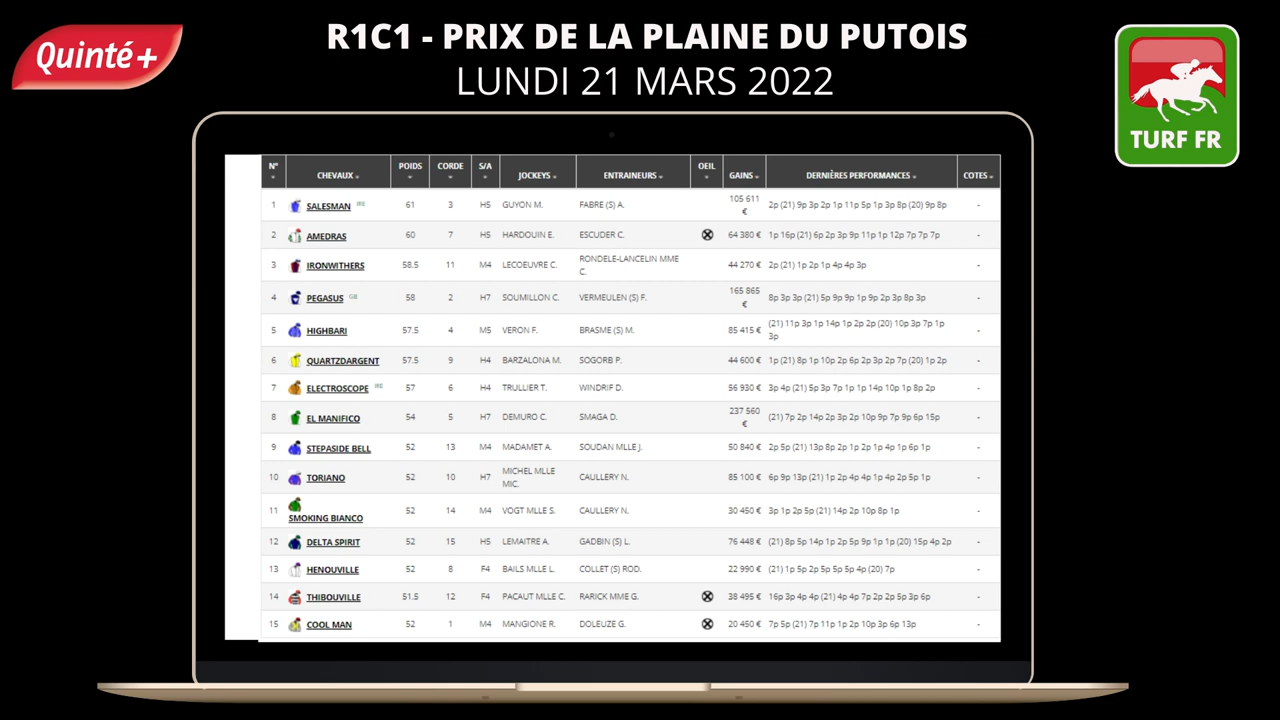 Quinté+
R1C1 - PRIX DE LA PLAINE DU PUTOIS
LUNDI 21 MARS 2022
TURF FR
N° CHEVAUX POIDS CORDE S/A JOCKEYS ENTRAINEURS OEIL GAINS DERNIÈRES PERFORMANCES COTES
1 SALESMAN IRE 61 3 H5 GUYON M. FABRE (S) A. 105 611 € 2p (21) 9p 3p 2p 1p 11p 5p 1p 3p 8p (20) 9p 8p -
2 AMEDRAS 60 7 H5 HARDOUIN E. ESCUDER C. 64 380 € 1p 16p (21) 6p 2p 3p 9p 11p 1p 12p 7p 7p 7p -
3 IRONWITHERS 58.5 11 M4 LECOEUVRE C. RONDELE-LANCELIN MME C. 44 270 € 2p (21) 1p 2p 1p 4p 4p 3p -
4 PEGASUS GB 58 2 H7 SOUMILLON C. VERMEULEN (S) F. 165 865 € 8p 3p 3p (21) 5p 9p 9p 1p 9p 2p 3p 8p 3p -
5 HIGHBARI 57.5 4 M5 VERON F. BRASME (S) M. 85 415 € (21) 11p 3p 1p 14p 1p 2p 2p (20) 10p 3p 7p 1p 3p -
6 QUARTZDARGENT 57.5 9 H4 BARZALONA M. SOGORB P. 44 600 € 1p (21) 8p 1p 10p 2p 6p 2p 3p 2p 7p (20) 1p 2p -
7 ELECTROSCOPE IRE 57 6 H4 TRULLIER T. WINDRIF D. 56 930 € 3p 4p (21) 5p 3p 7p 1p 1p 14p 10p 1p 8p 2p -
8 EL MANIFICO 54 5 H7 DEMURO C. SMAGA D. 237 560 € (21) 7p 2p 14p 2p 3p 2p 10p 9p 7p 9p 6p 15p -
9 STEPASIDE BELL 52 13 M4 MADAMET A. SOUDAN MLLE J. 50 840 € 2p 5p (21) 13p 8p 2p 1p 2p 1p 4p 1p 6p 1p -
10 TORIANO 52 10 H7 MICHEL MLLE MIC. CAULLERY N. 85 100 € 6p 9p 13p (21) 1p 2p 4p 4p 1p 4p 2p 5p 1p -
11 SMOKING BIANCO 52 14 M4 VOGT MLLE S. CAULLERY N. 30 450 € 3p 1p 2p 5p (21) 14p 2p 10p 8p 1p -
12 DELTA SPIRIT 52 15 H5 LEMAITRE A. GADBIN (S) L. 76 448 € (21) 8p 5p 14p 1p 2p 5p 9p 1p 1p (20) 15p 4p 2p -
13 HENOUVILLE 52 8 F4 BAILS MLLE L. COLLET (S) ROD. 22 990 € (21) 1p 5p 2p 5p 5p 5p 4p (20) 7p -
14 THIBOUVILLE 51.5 12 F4 PACAUT MLLE C. RARICK MME G. 38 495 € 16p 3p 4p 4p (21) 4p 4p 7p 2p 2p 5p 3p 6p -
15 COOL MAN 52 1 M4 MANGIONE R. DOLEUZE G. 20 450 € 7p 5p (21) 7p 11p 1p 2p 10p 3p 6p 13p -